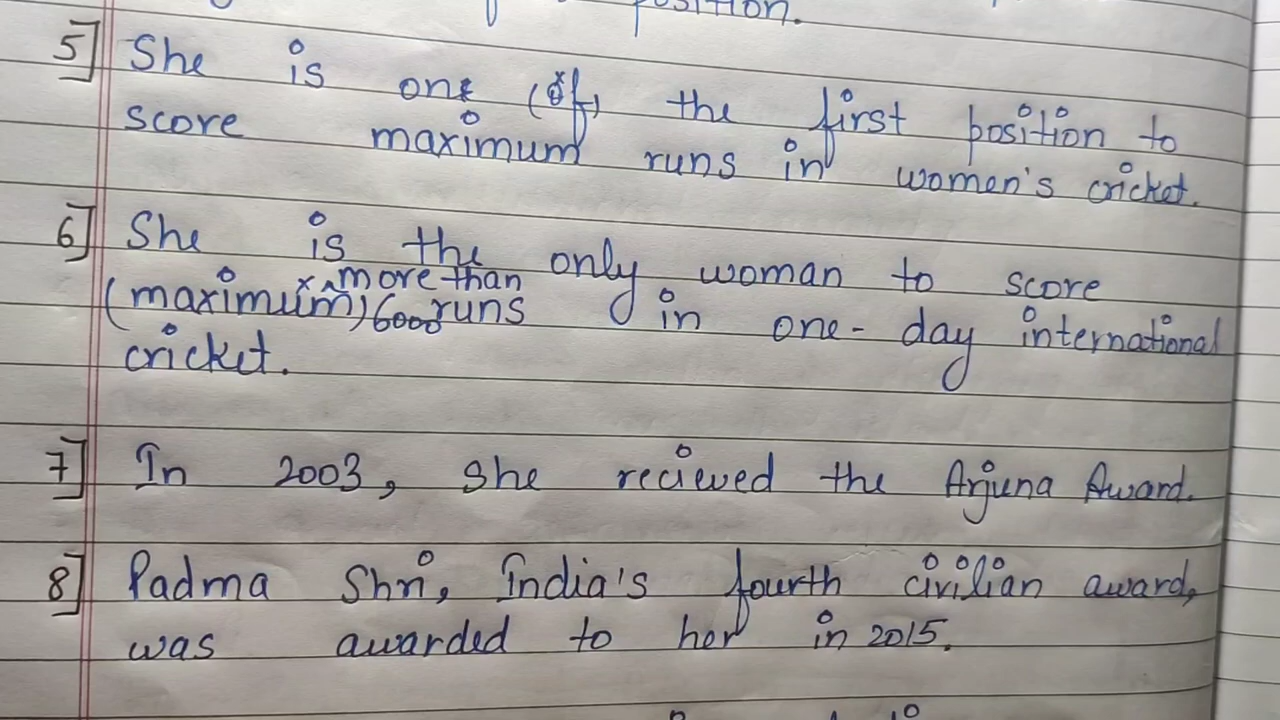 position.
5] She is one (of) the first position to
score maximum runs in women's cricket.
6] She is the only woman to score
more than
(maximum) 6000 runs in one-day international
cricket.
7] In 2003, she recieved the Arjuna Award.
8] Padma Shri, India's fourth civilian award,
was awarded to her in 2015.